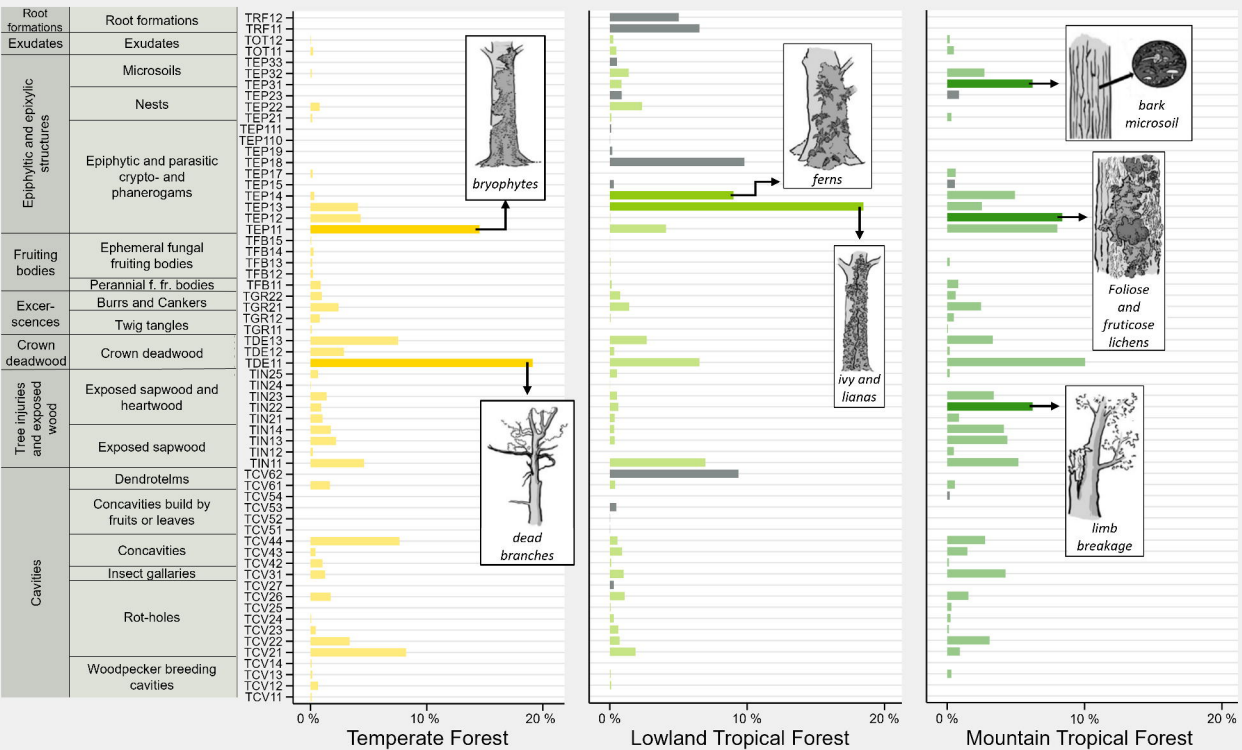 Root
formations
Root formations
Exudates
Exudates
Epiphyltic and epixylic
structures
Microsoils
Nests
Epiphytic and parasitic
crypto- and
phanerogams
Fruiting
bodies
Ephemeral fungal
fruiting bodies
Perannial f. fr. bodies
Excer-
scences
Burrs and Cankers
Twig tangles
Crown
deadwood
Crown deadwood
Tree injuries
and exposed
wood
Exposed sapwood and
heartwood
Exposed sapwood
Cavities
Dendrotelms
Concavities build by
fruits or leaves
Concavities
Insect gallaries
Rot-holes
Woodpecker breeding
cavities
TRF12
TRF11
TOT12
TOT11
TEP33
TEP32
TEP31
TEP23
TEP22
TEP21
TEP111
TEP110
TEP19
TEP18
TEP17
TEP15
TEP14
TEP13
TEP12
TEP11
TFB15
TFB14
TFB13
TFB12
TFB11
TGR22
TGR21
TGR12
TGR11
TDE13
TDE12
TDE11
TIN25
TIN24
TIN23
TIN22
TIN21
TIN14
TIN13
TIN12
TIN11
TCV62
TCV61
TCV54
TCV53
TCV52
TCV51
TCV44
TCV43
TCV42
TCV31
TCV27
TCV26
TCV25
TCV24
TCV23
TCV22
TCV21
TCV14
TCV13
TCV12
TCV11
bryophytes
dead
branches
0 %
10 %
20 %
Temperate Forest
ferns
ivy and
lianas
0 %
10 %
20 %
Lowland Tropical Forest
bark
microsoil
Foliose
and
fruticose
lichens
limb
breakage
0 %
10 %
20 %
Mountain Tropical Forest